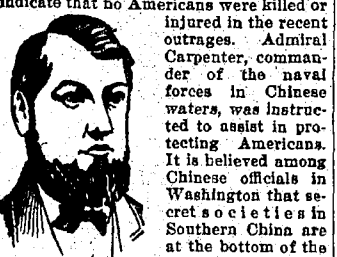 indicate that no Americans were killed or
injured in the recent
outrages. Admiral
Carpenter, comman-
der of the naval
forces in Chinese
waters, was instruc-
ted to assist in pro-
tecting Americans.
It is believed among
Chinese officials in
Washington that se-
cret societies in
Southern China are
at the bottom of the